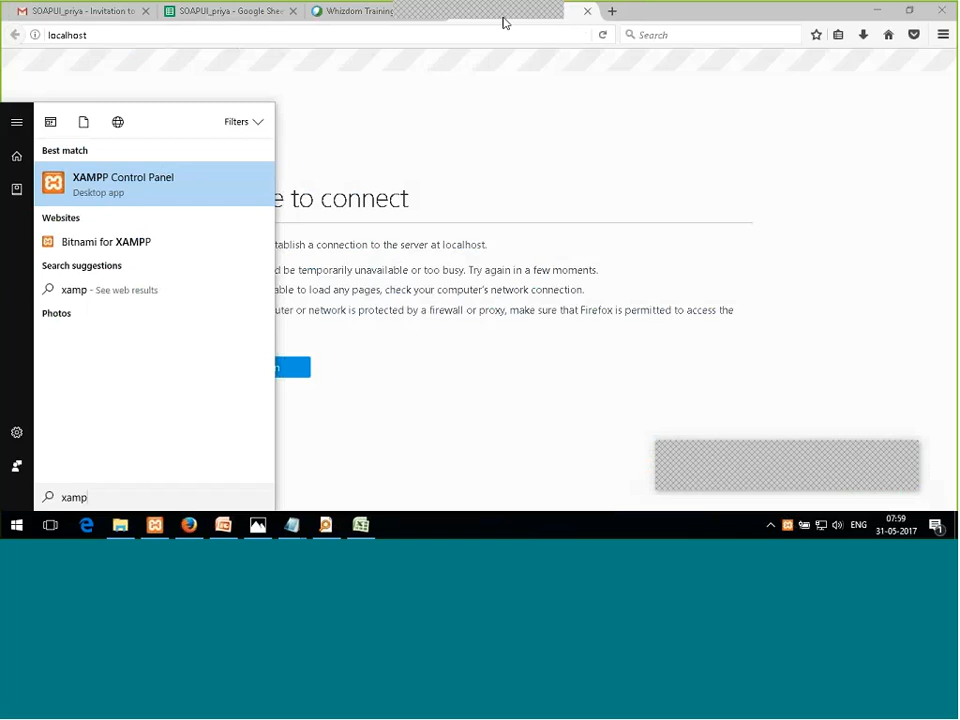 SOAPUI_priya - Invitation to
SOAPUI_priya - Google She
Whizdom Training
localhost
Search
Filters
Best match
XAMPP Control Panel
Desktop app
Websites
Bitnami for XAMPP
Search suggestions
xamp - See web results
Photos
xamp
e to connect
tablish a connection to the server at localhost.
d be temporarily unavailable or too busy. Try again in a few moments.
able to load any pages, check your computer's network connection.
uter or network is protected by a firewall or proxy, make sure that Firefox is permitted to access the
n
ENG
07:59
31-05-2017
1